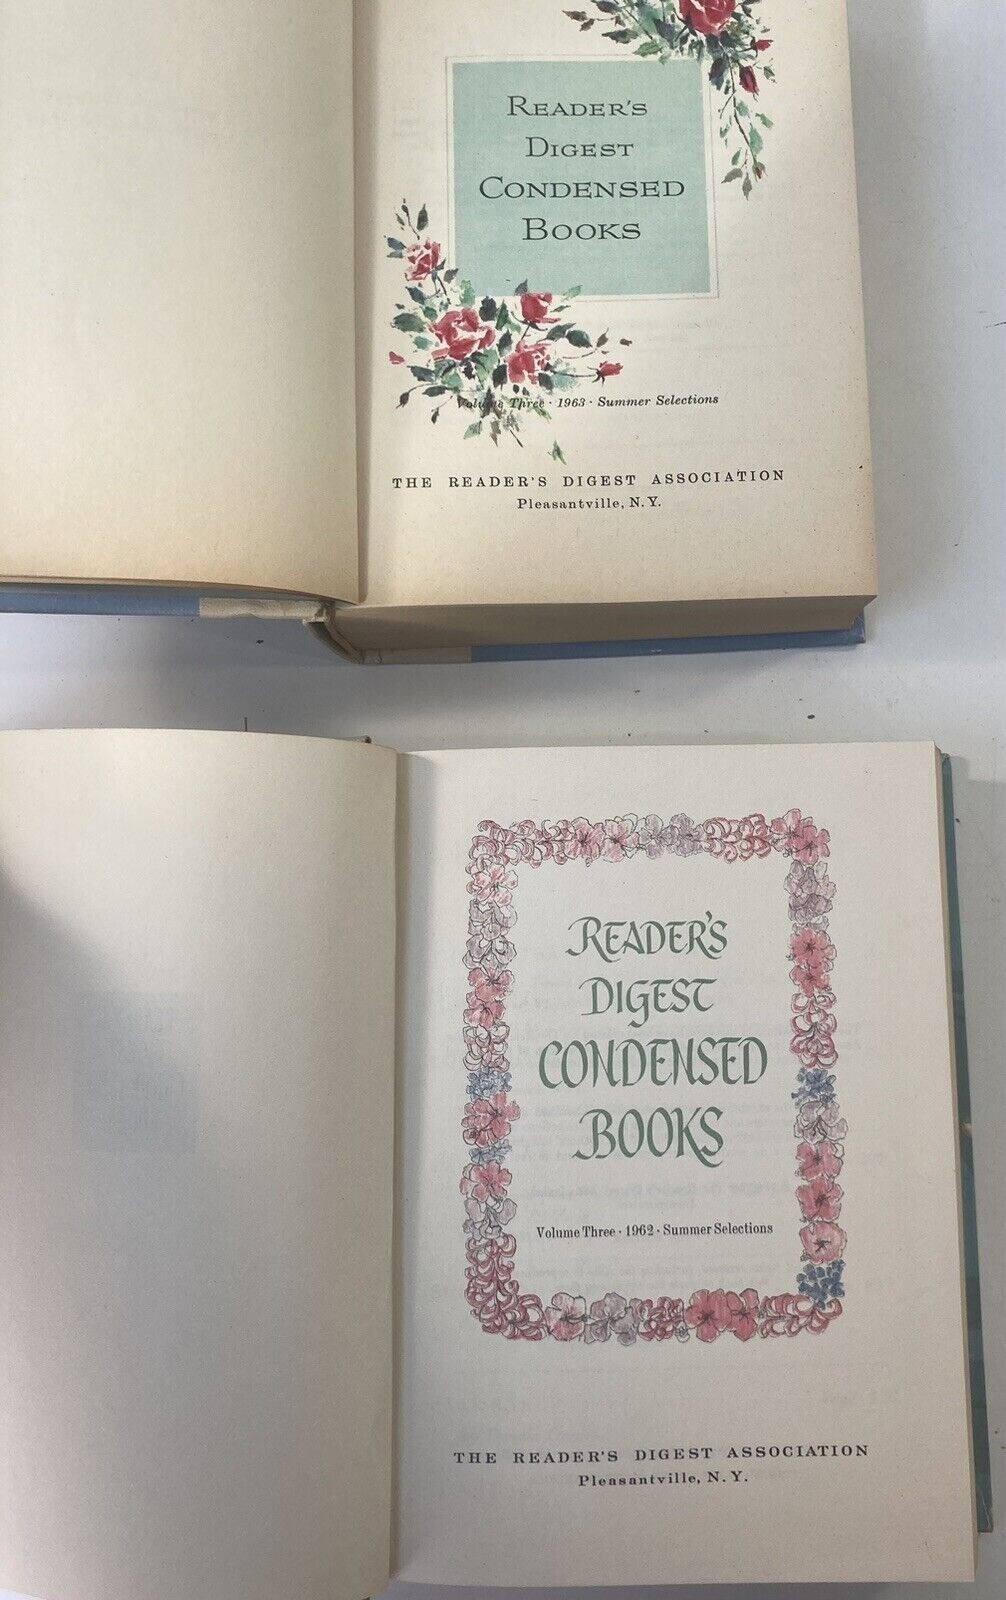 READER'S
DIGEST
CONDENSED
BOOKS
Volume Three · 1963 · Summer Selections
THE READER'S DIGEST ASSOCIATION
Pleasantville, N. Y.
READER'S
DIGEST
CONDENSED
BOOKS
Volume Three · 1962 · Summer Selections
THE READER'S DIGEST ASSOCIATION
Pleasantville, N. Y.